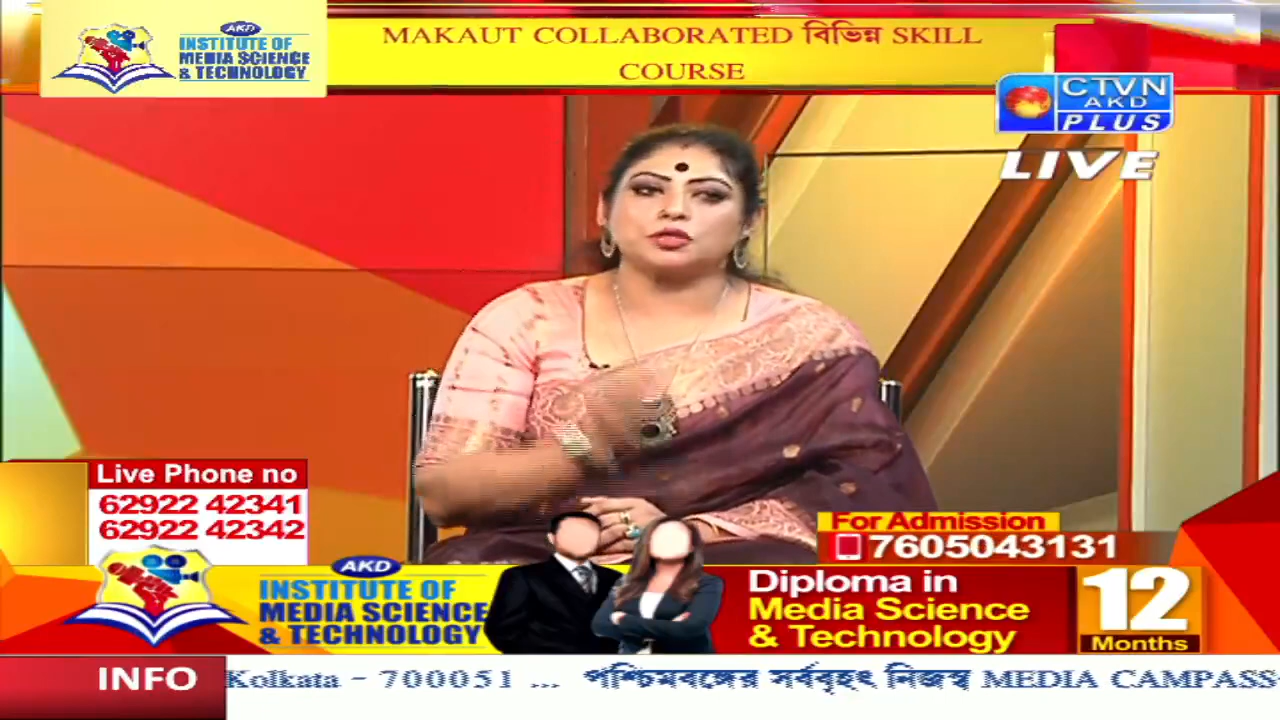 AKD
INSTITUTE OF
MEDIA SCIENCE
& TECHNOLOGY
MAKAUT COLLABORATED বিভিন্ন SKILL
COURSE
CTVN
AKD
PLUS
LIVE
Live Phone no
62922 42341
62922 42342
For Admission
7605043131
AKD
INSTITUTE OF
MEDIA SCIENCE
& TECHNOLOGY
Diploma in
Media Science
& Technology
12
Months
INFO
Kolkata - 700051 ... পশ্চিমবঙ্গের সর্ববৃহৎ নিজস্ব MEDIA CAMPASS